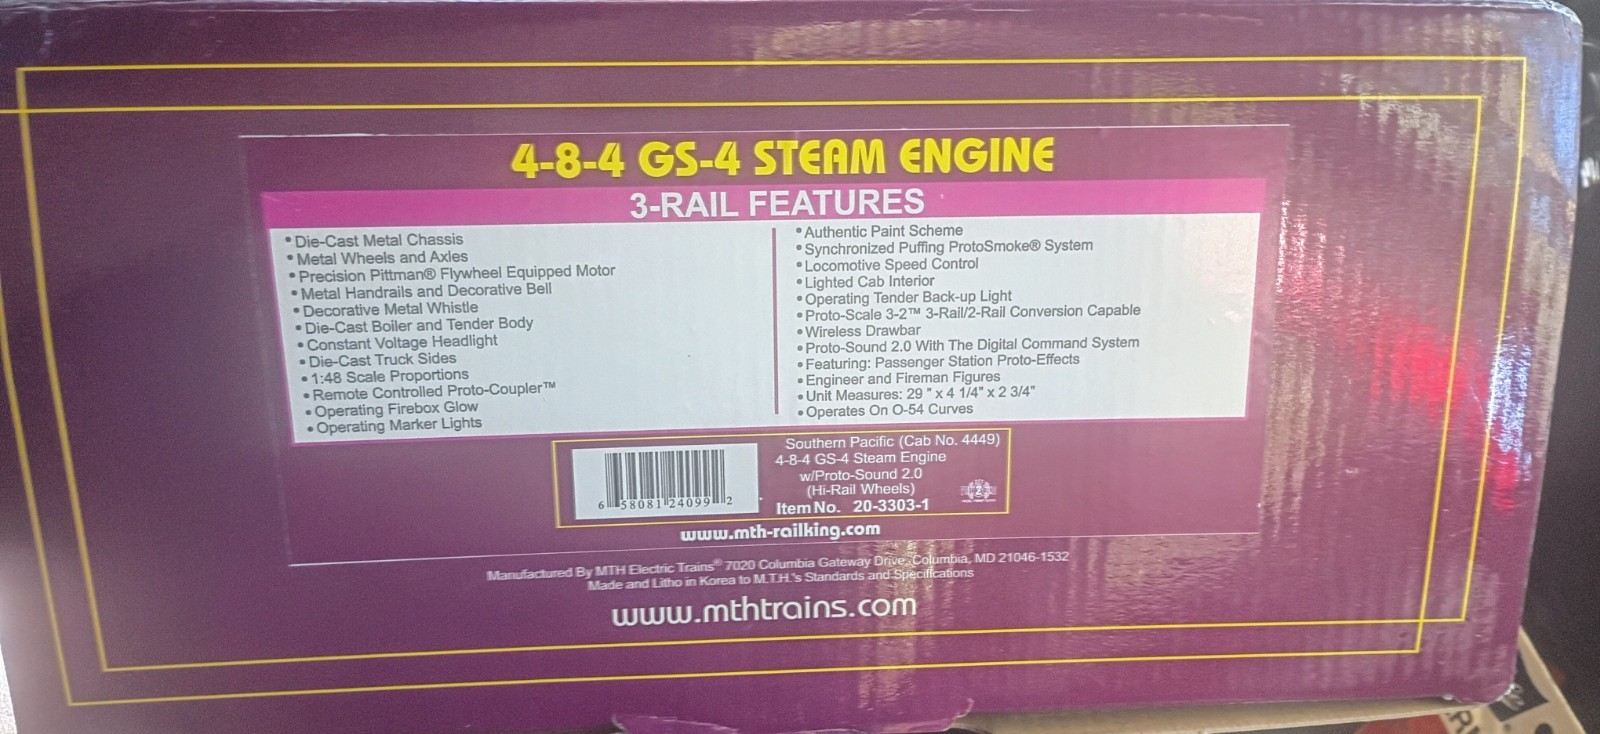 4-8-4 GS-4 STEAM ENGINE
3-RAIL FEATURES
• Die-Cast Metal Chassis
• Metal Wheels and Axles
• Precision Pittman® Flywheel Equipped Motor
• Metal Handrails and Decorative Bell
• Decorative Metal Whistle
• Die-Cast Boiler and Tender Body
• Constant Voltage Headlight
• Die-Cast Truck Sides
• 1:48 Scale Proportions
• Remote Controlled Proto-Coupler™
• Operating Firebox Glow
• Operating Marker Lights
• Authentic Paint Scheme
• Synchronized Puffing ProtoSmoke® System
• Locomotive Speed Control
• Lighted Cab Interior
• Operating Tender Back-up Light
• Proto-Scale 3-2™ 3-Rail/2-Rail Conversion Capable
• Wireless Drawbar
• Proto-Sound 2.0 With The Digital Command System
• Featuring: Passenger Station Proto-Effects
• Engineer and Fireman Figures
• Unit Measures: 29 " x 4 1/4" x 2 3/4"
• Operates On O-54 Curves
6 58081 24099 2
Southern Pacific (Cab No. 4449)
4-8-4 GS-4 Steam Engine
w/Proto-Sound 2.0
(Hi-Rail Wheels)
Item No. 20-3303-1
www.mth-railking.com
Manufactured By MTH Electric Trains® 7020 Columbia Gateway Drive, Columbia, MD 21046-1532
Made and Litho in Korea to M.T.H.'s Standards and Specifications
www.mthtrains.com